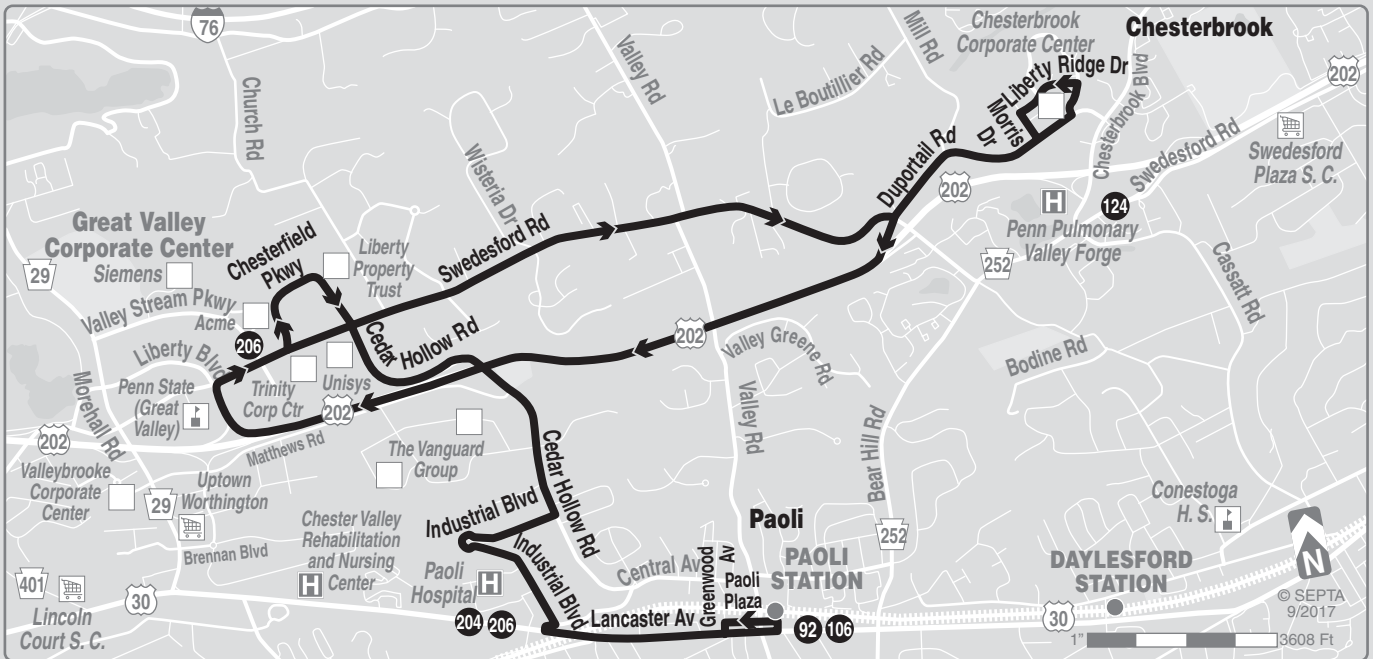 76
Church Rd
Valley Rd
Mill Rd
Le Boutillier Rd
Chesterbrook
Corporate Center
Chesterbrook
Liberty Ridge Dr
Morris
Dr
Chesterbrook Blvd
202
Swedesford Rd
Swedesford
Plaza S. C.
Duportail Rd
202
H
Penn Pulmonary
Valley Forge
124
252
Cassatt Rd
Wisteria Dr
Swedesford Rd
Great Valley
Corporate Center
Siemens
29
Chesterfield
Pkwy
Liberty
Property
Trust
Valley Stream Pkwy
Acme
206
Liberty Blvd
Cedar
Hollow Rd
202
Valley Greene Rd
Bodine Rd
Morehall Rd
Penn State
(Great
Valley)
Trinity
Corp Ctr
Unisys
202
Matthews Rd
202
The Vanguard
Group
Valley Rd
Bear Hill Rd
Valleybrooke
Corporate
Center
29
Uptown
Worthington
Brennan Blvd
Cedar Hollow Rd
Industrial Blvd
Industrial Blvd
Chester Valley
Rehabilitation
and Nursing
Center
H
Paoli
Hospital
H
204
206
Central Av
Greenwood
Av
Paoli
Plaza
Paoli
PAOLI
STATION
Lancaster Av
92
106
252
Conestoga
H. S.
DAYLESFORD
STATION
30
401
Lincoln
Court S. C.
30
N
© SEPTA
9/2017
1" 3608 Ft